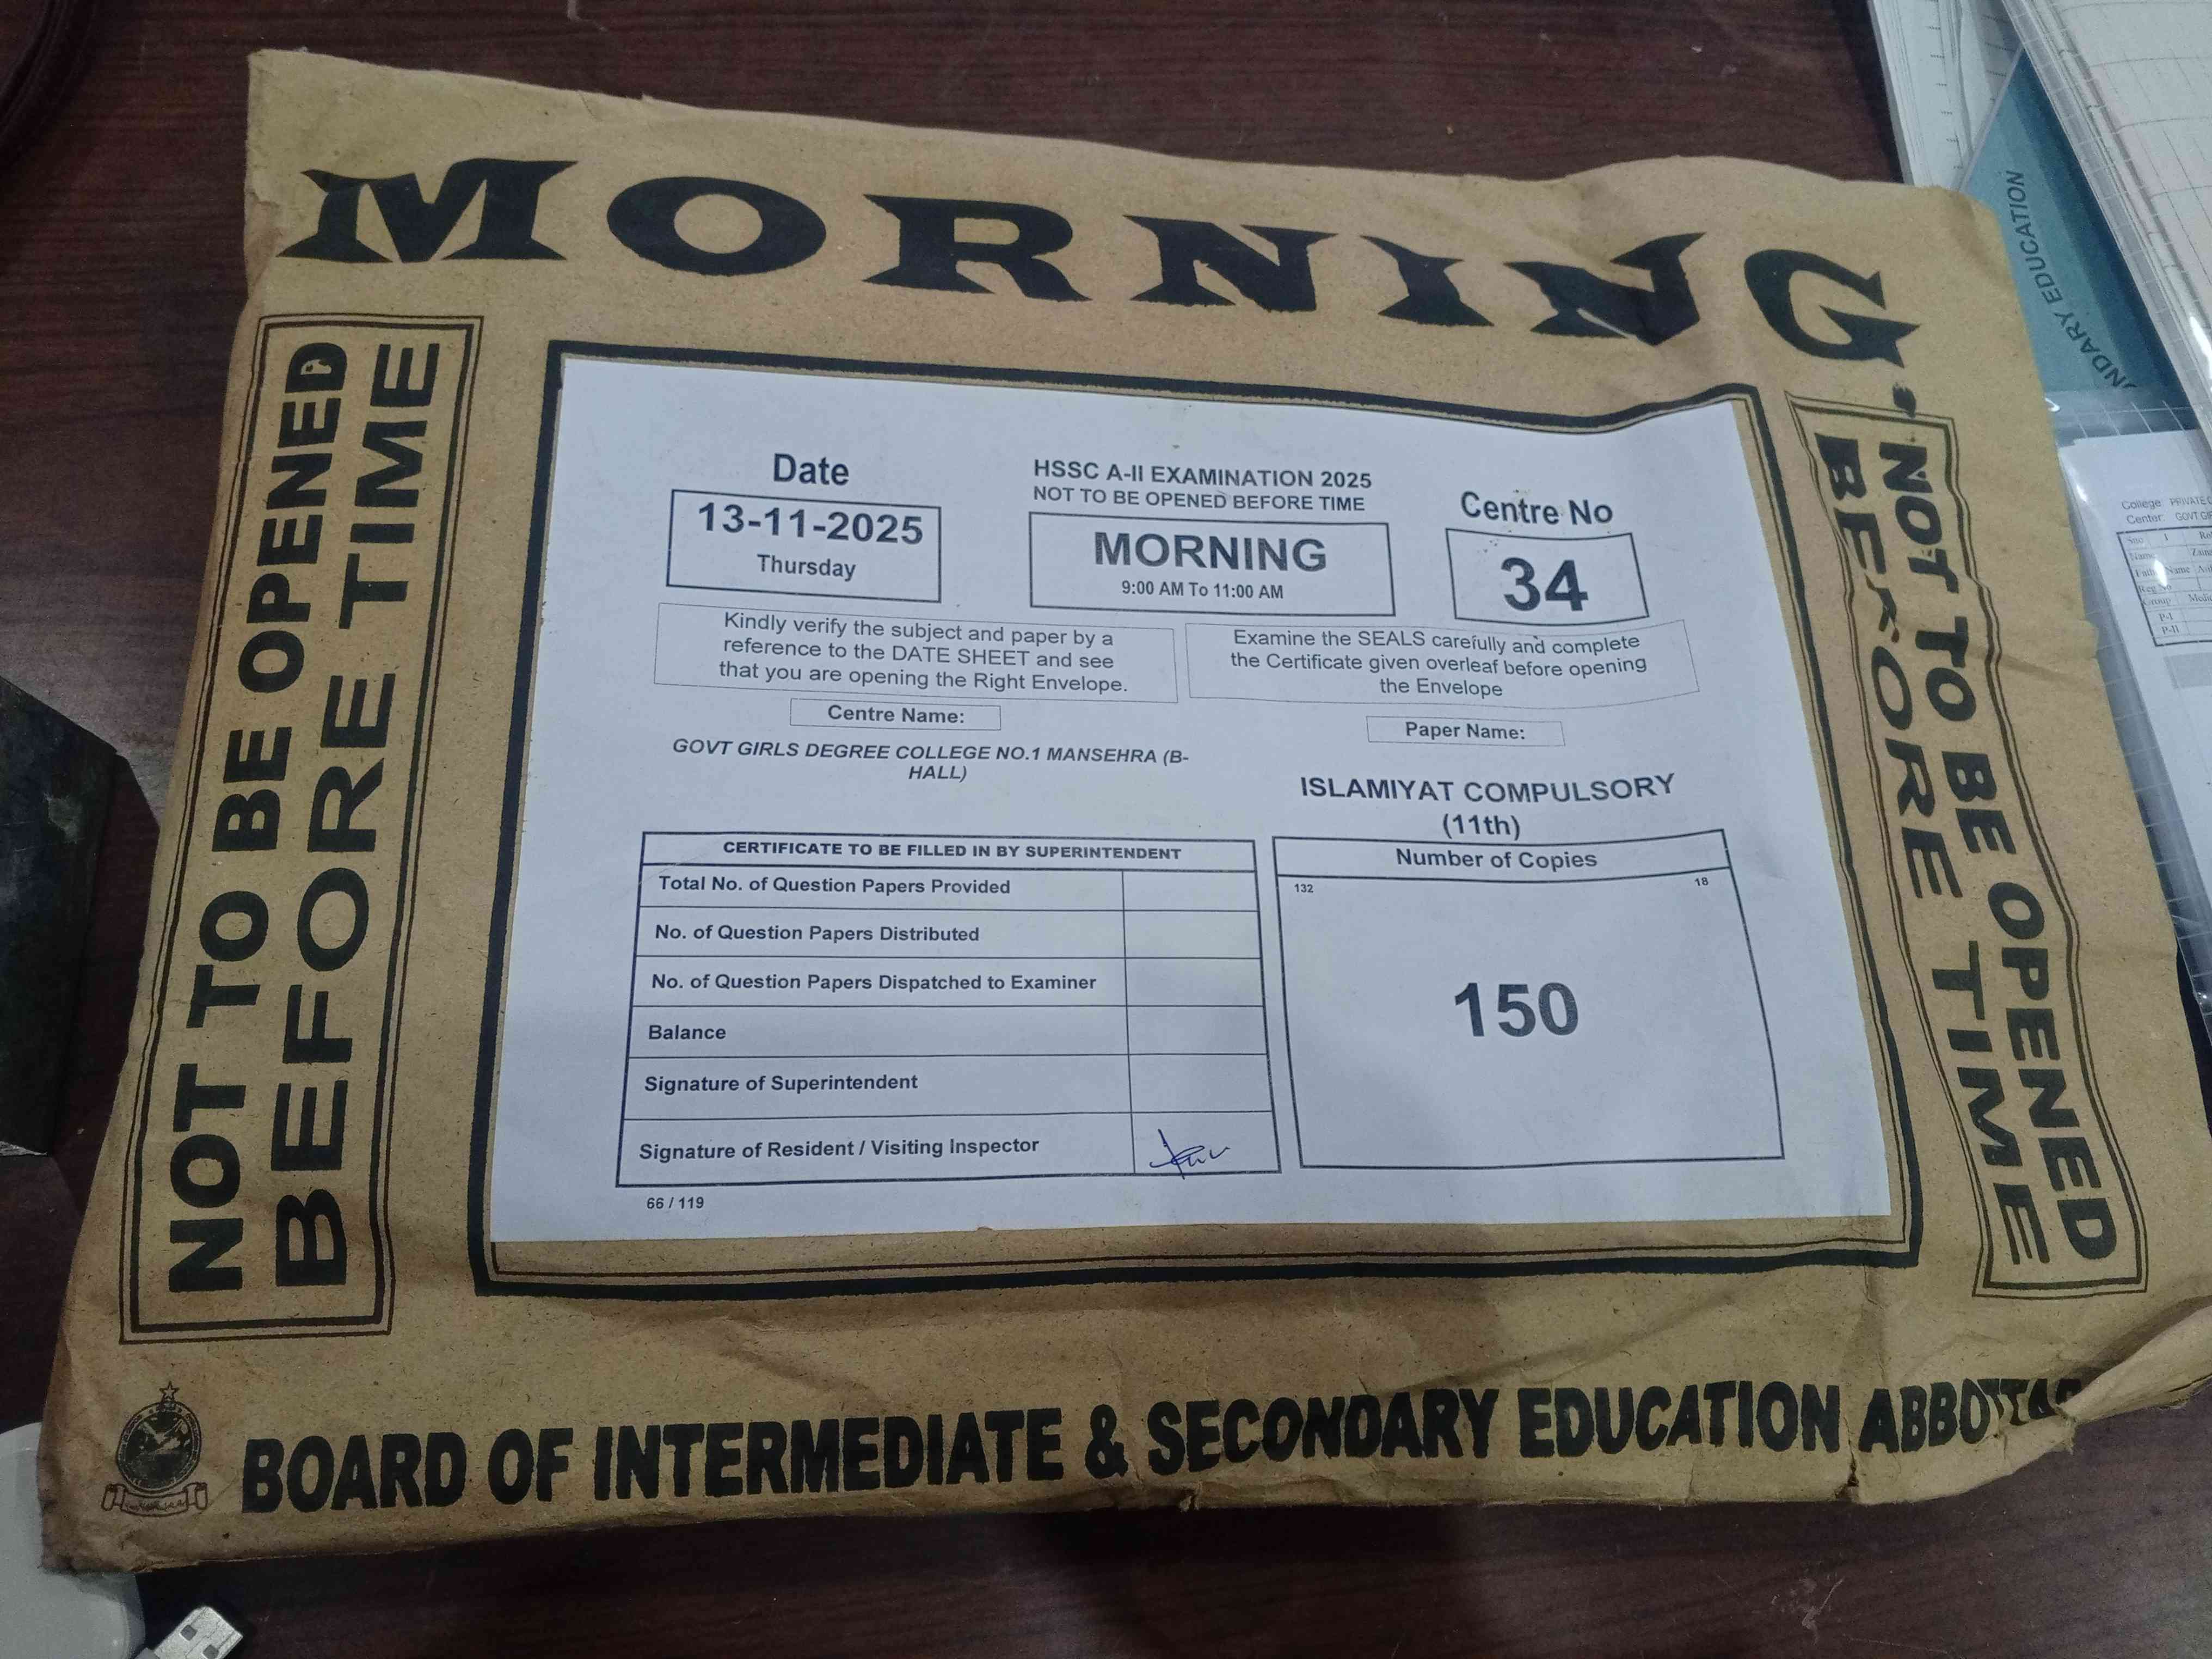 MORNING
NOT TO BE OPENED
BEFORE TIME
Date
13-11-2025
Thursday
HSSC A-II EXAMINATION 2025
NOT TO BE OPENED BEFORE TIME
MORNING
9:00 AM To 11:00 AM
Centre No
34
Kindly verify the subject and paper by a
reference to the DATE SHEET and see
that you are opening the Right Envelope.
Examine the SEALS carefully and complete
the Certificate given overleaf before opening
the Envelope
Centre Name:
GOVT GIRLS DEGREE COLLEGE NO.1 MANSEHRA (B-
HALL)
Paper Name:
ISLAMIYAT COMPULSORY
(11th)
CERTIFICATE TO BE FILLED IN BY SUPERINTENDENT
Total No. of Question Papers Provided
No. of Question Papers Distributed
No. of Question Papers Dispatched to Examiner
Balance
Signature of Superintendent
Signature of Resident / Visiting Inspector
Number of Copies
132 18
150
66 / 119
NOT TO BE OPENED
BEFORE TIME
BOARD OF INTERMEDIATE & SECONDARY EDUCATION
EDUCATION
College:
Center:
P-I
P-II